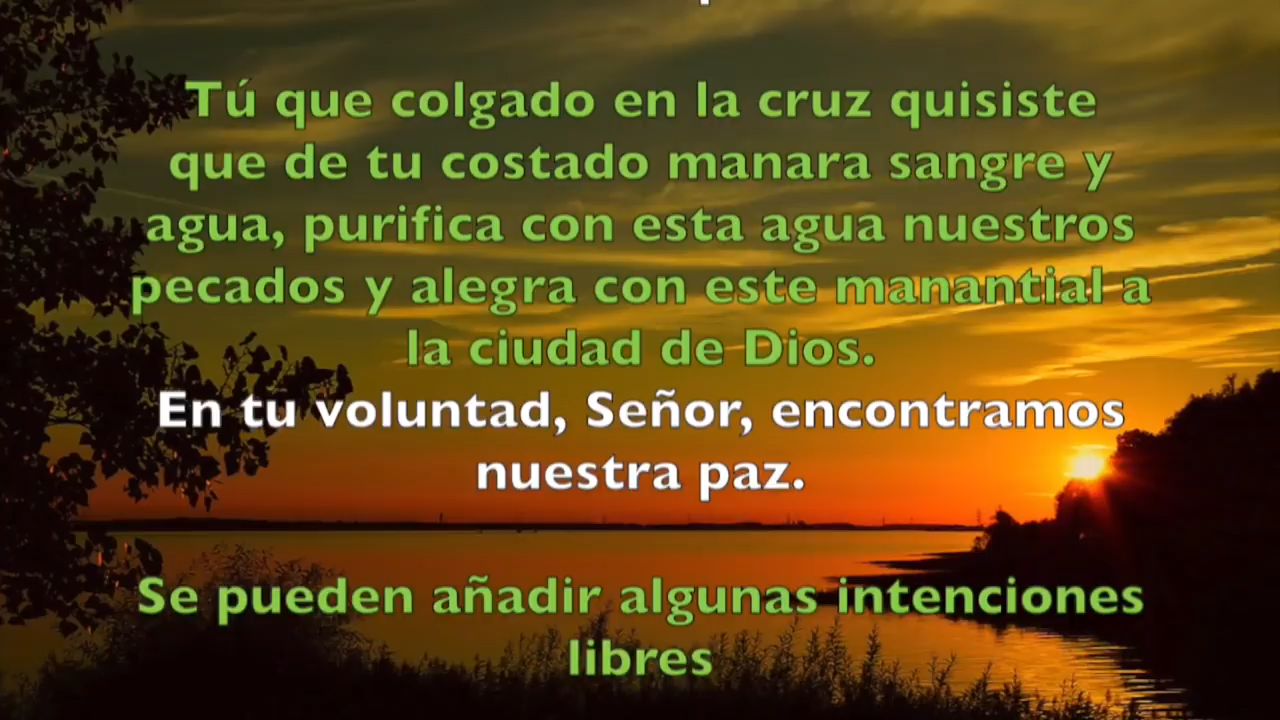 Tú que colgado en la cruz quisiste
que de tu costado manara sangre y
agua, purifica con esta agua nuestros
pecados y alegra con este manantial a
la ciudad de Dios.
En tu voluntad, Señor, encontramos
nuestra paz.
Se pueden añadir algunas intenciones
libres